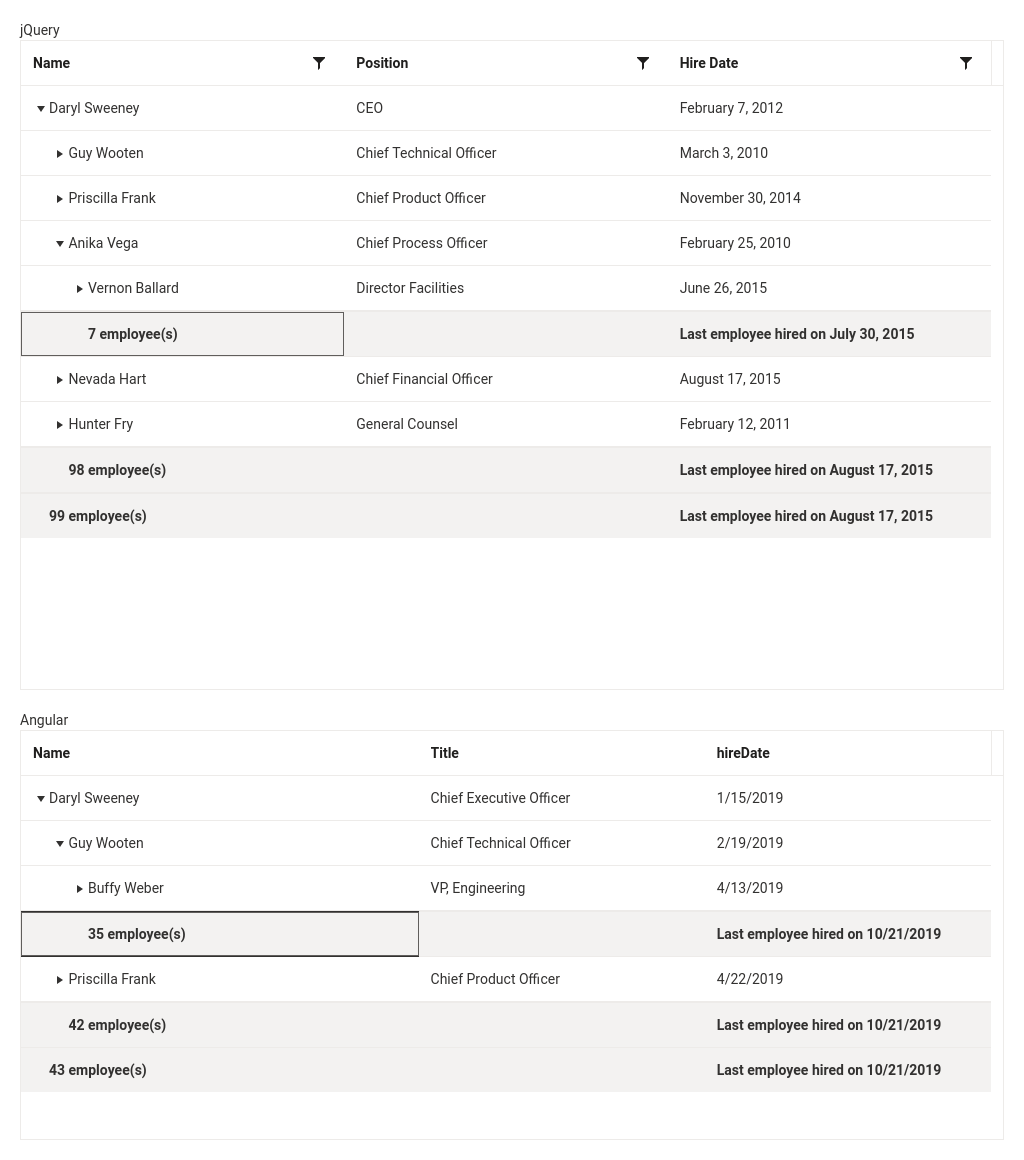 jQuery
Name Position Hire Date
Daryl Sweeney CEO February 7, 2012
Guy Wooten Chief Technical Officer March 3, 2010
Priscilla Frank Chief Product Officer November 30, 2014
Anika Vega Chief Process Officer February 25, 2010
Vernon Ballard Director Facilities June 26, 2015
7 employee(s) Last employee hired on July 30, 2015
Nevada Hart Chief Financial Officer August 17, 2015
Hunter Fry General Counsel February 12, 2011
98 employee(s) Last employee hired on August 17, 2015
99 employee(s) Last employee hired on August 17, 2015
Angular
Name Title hireDate
Daryl Sweeney Chief Executive Officer 1/15/2019
Guy Wooten Chief Technical Officer 2/19/2019
Buffy Weber VP, Engineering 4/13/2019
35 employee(s) Last employee hired on 10/21/2019
Priscilla Frank Chief Product Officer 4/22/2019
42 employee(s) Last employee hired on 10/21/2019
43 employee(s) Last employee hired on 10/21/2019